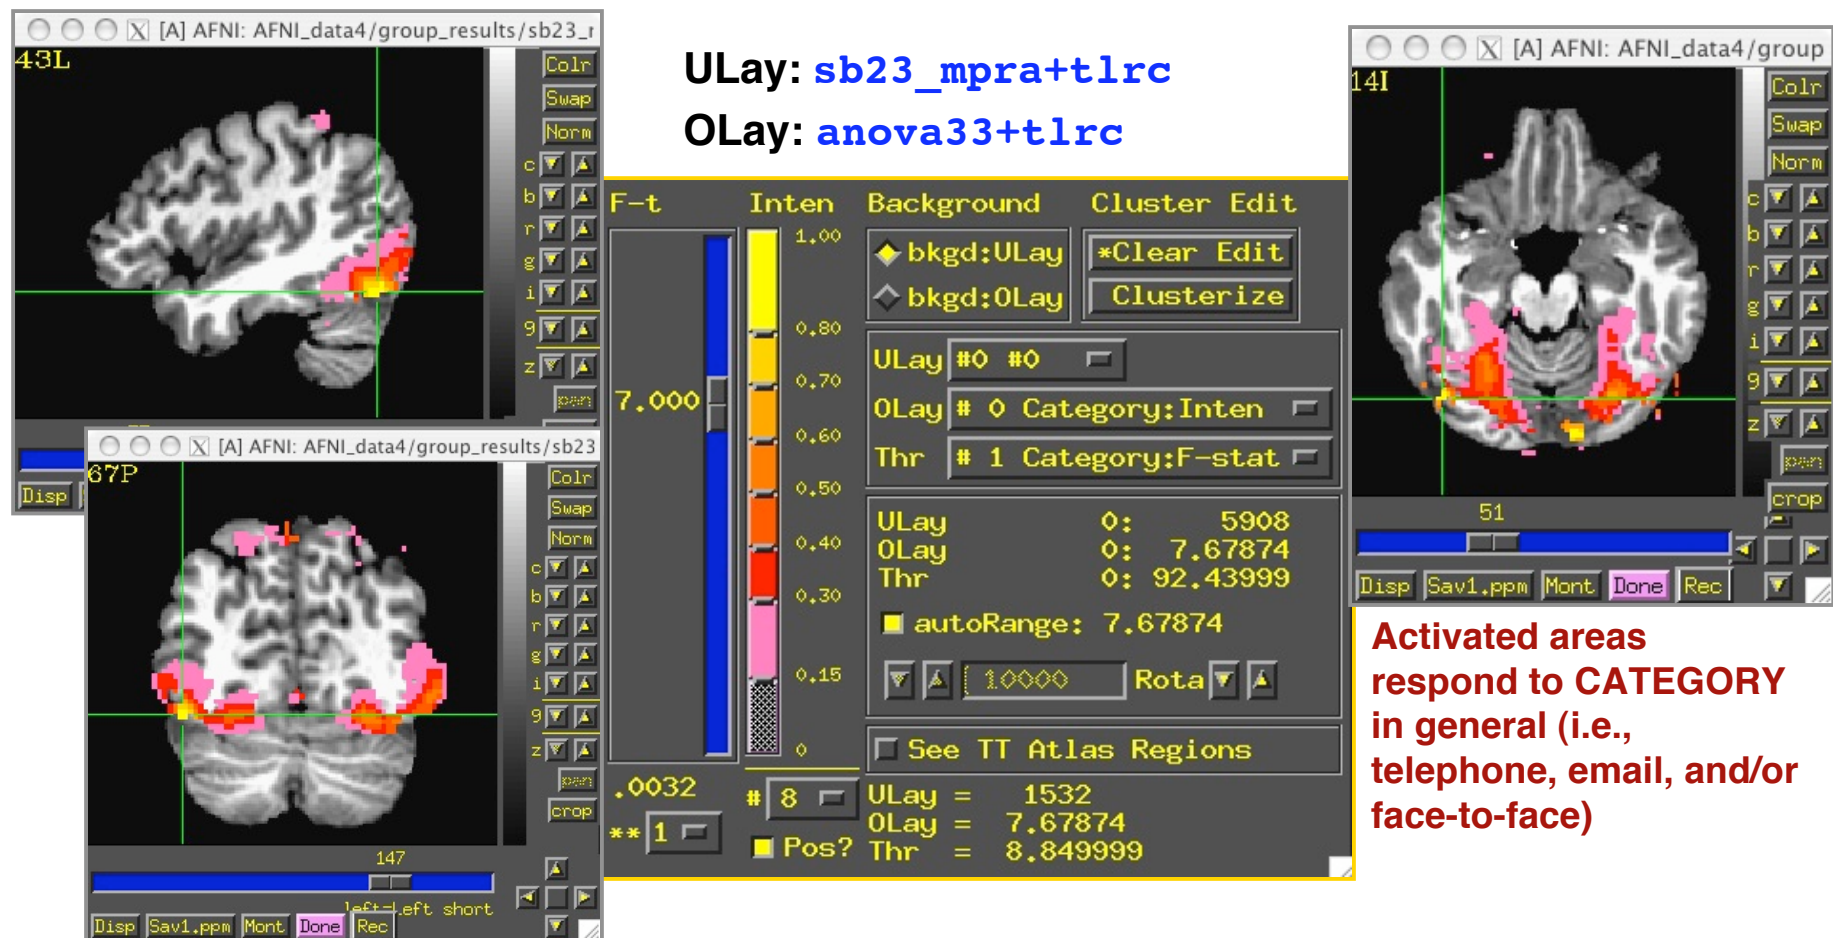 [A] AFNI: AFNI_data4/group_results/sb23_r
43L
Colr
Swap
Norm
c
b
r
g
i
9
z
pan
Disp
ULay: sb23_mpra+tlrc
OLay: anova33+tlrc
[A] AFNI: AFNI_data4/group
14I
Colr
Swap
Norm
c
b
r
g
i
9
z
pan
crop
51
Disp Sav1.ppm Mont Done Rec
[A] AFNI: AFNI_data4/group_results/sb23
67P
Colr
Swap
Norm
c
b
r
g
i
9
z
pan
crop
147
left=Left short
Disp Sav1.ppm Mont Done Rec
F-t Inten Background Cluster Edit
1.00
bkgd:ULay *Clear Edit
bkgd:OLay Clusterize
0.80
ULay #0 #0
0.70
7.000
OLay # 0 Category:Inten
0.60
Thr # 1 Category:F-stat
0.50
ULay 0: 5908
OLay 0: 7.67874
0.40
Thr 0: 92.43999
0.30
autoRange: 7.67874
0.15
10000 Rota
0
See TT Atlas Regions
.0032
# 8
ULay = 1532
OLay = 7.67874
** 1
Pos? Thr = 8.849999
Activated areas
respond to CATEGORY
in general (i.e.,
telephone, email, and/or
face-to-face)